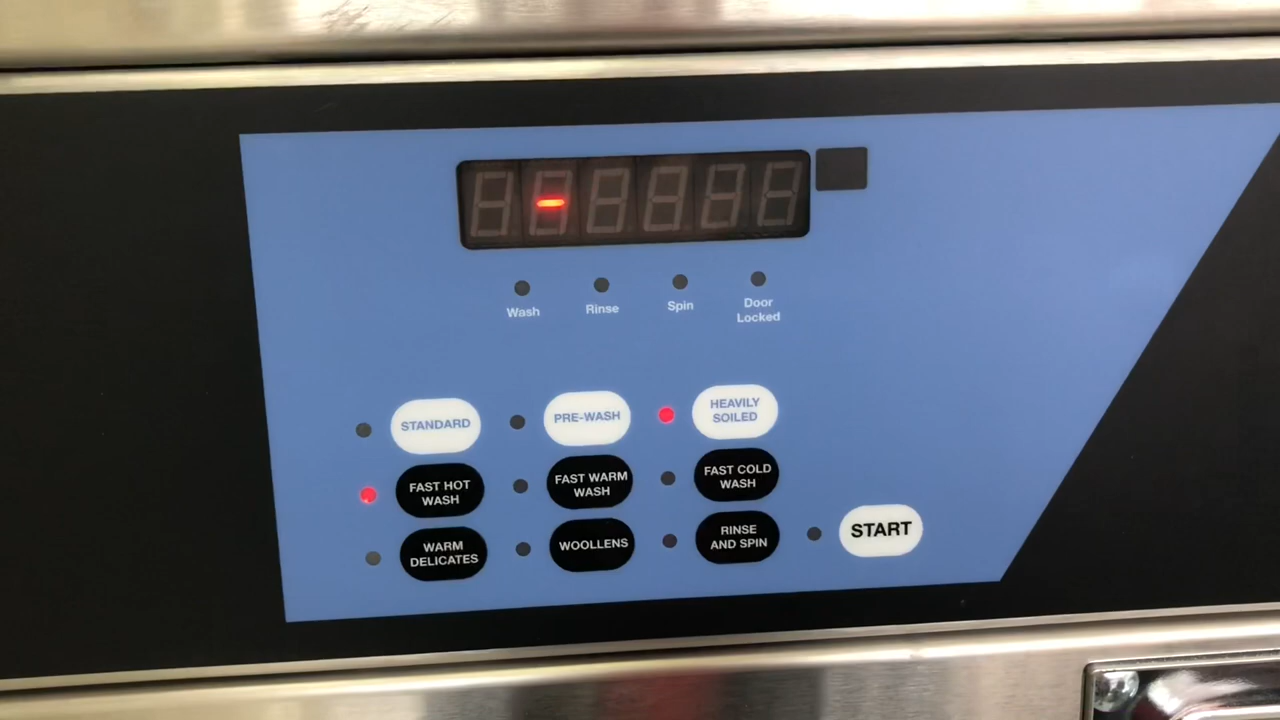 -
Wash
Rinse
Spin
Door
Locked
STANDARD
PRE-WASH
HEAVILY
SOILED
FAST HOT
WASH
FAST WARM
WASH
FAST COLD
WASH
WARM
DELICATES
WOOLLENS
RINSE
AND SPIN
START